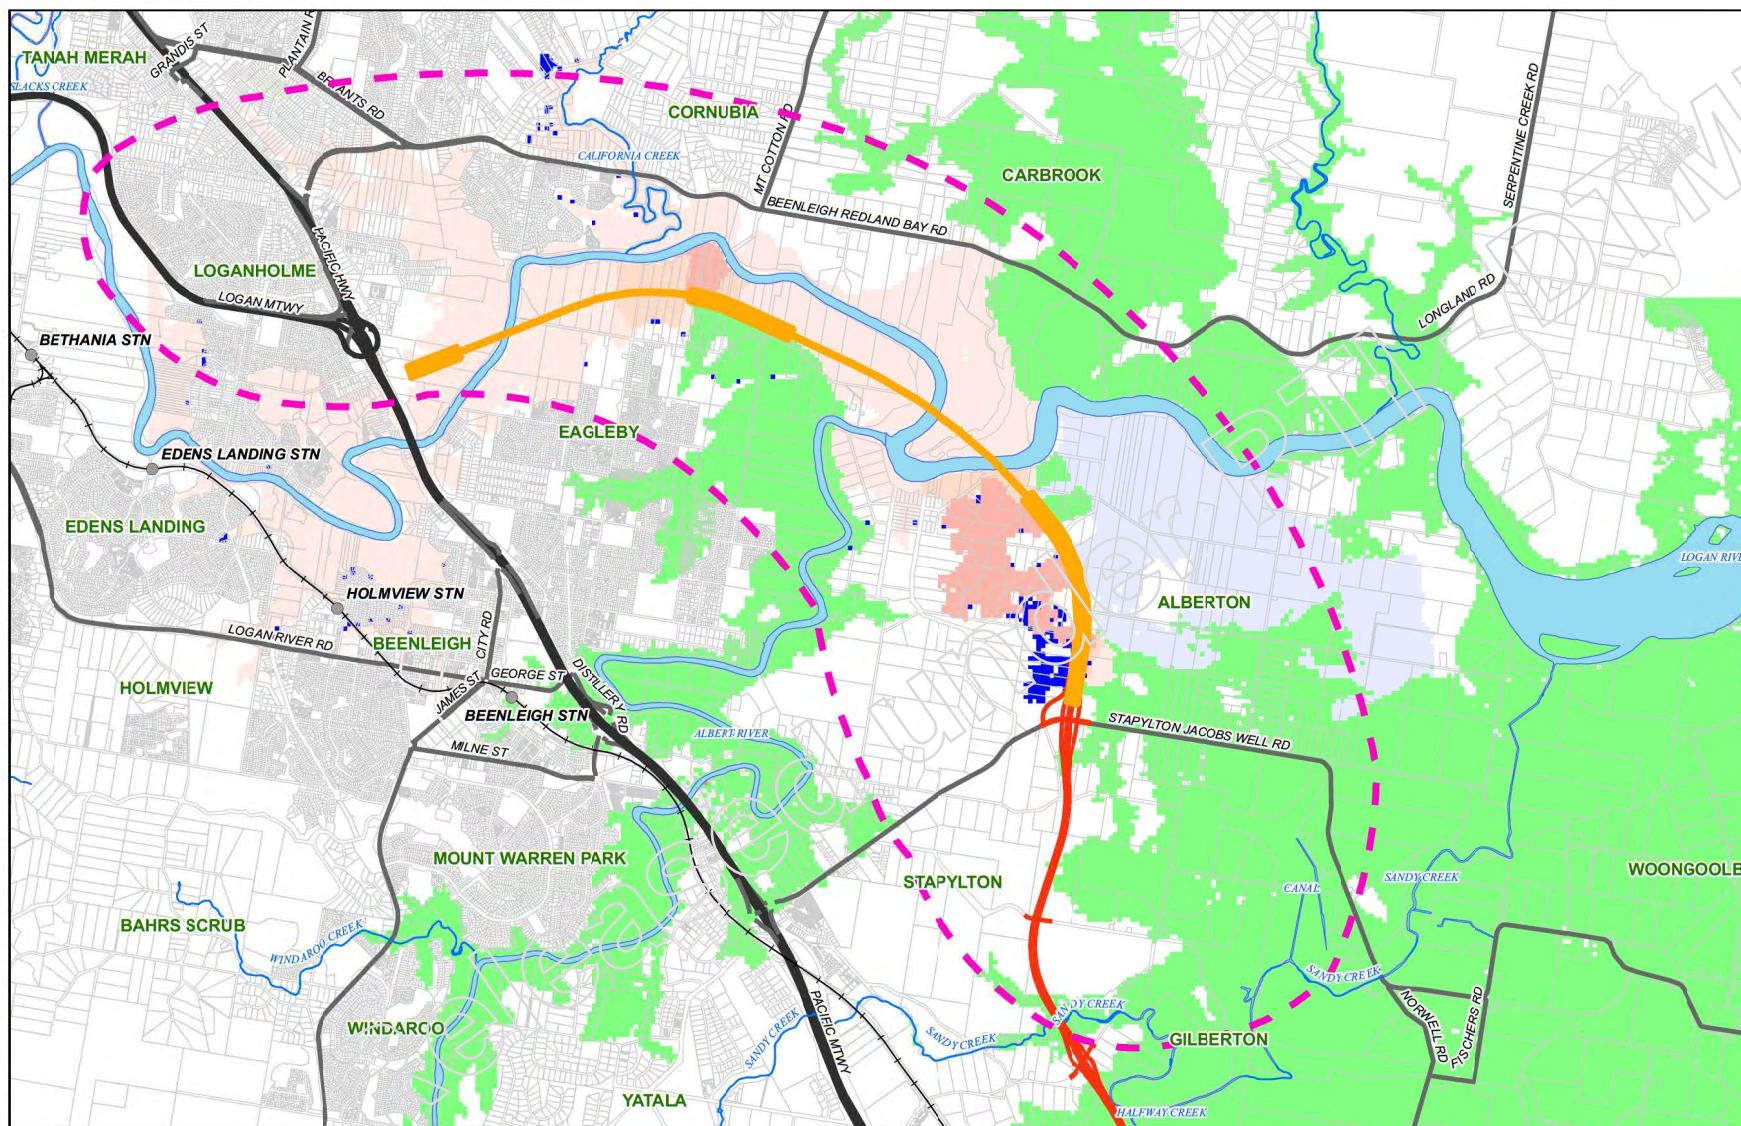 GRANDIS ST
PLANTAIN R
TANAH MERAH
SLACKS CREEK
BRYANTS RD
CORNUBIA
MT COTTON RD
SERPENTINE CREEK RD
CALIFORNIA CREEK
CARBROOK
BEENLEIGH REDLAND BAY RD
PACIFIC HWY
LOGANHOLME
LOGAN MTWY
LONGLAND RD
BETHANIA STN
EAGLEBY
EDENS LANDING STN
EDENS LANDING
LOGAN RIVE
HOLMVIEW STN
ALBERTON
LOGAN RIVER RD
BEENLEIGH
CITY RD
GEORGE ST
DISTILLERY RD
HOLMVIEW
JAMES ST
BEENLEIGH STN
STAPYLTON JACOBS WELL RD
ALBERT RIVER
MILNE ST
MOUNT WARREN PARK
STAPYLTON
CANAL
SANDY CREEK
WOONGOOLB
BAHRS SCRUB
WINDAROO CREEK
SANDY CREEK
PACIFIC MTWY
NORWELL RD
FISCHERS RD
WINDAROO
SANDY CREEK
SANDY CREEK
SANDY CREEK
GILBERTON
YATALA
HALFWAY CREEK